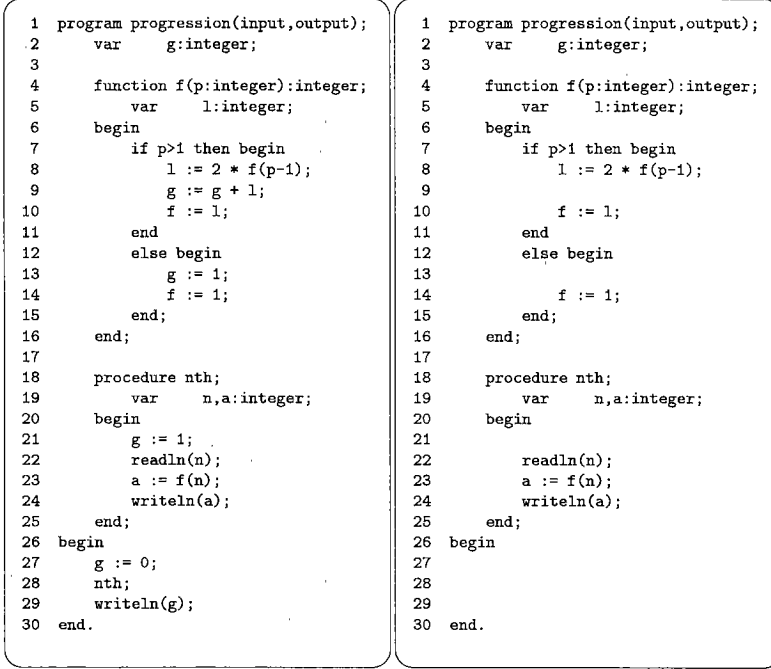 1 program progression(input,output);
2 var g:integer;
3
4 function f(p:integer):integer;
5 var l:integer;
6 begin
7 if p>1 then begin
8 l := 2 * f(p-1);
9 g := g + l;
10 f := l;
11 end
12 else begin
13 g := 1;
14 f := 1;
15 end;
16 end;
17
18 procedure nth;
19 var n,a:integer;
20 begin
21 g := 1;
22 readln(n);
23 a := f(n);
24 writeln(a);
25 end;
26 begin
27 g := 0;
28 nth;
29 writeln(g);
30 end.
1 program progression(input,output);
2 var g:integer;
3
4 function f(p:integer):integer;
5 var l:integer;
6 begin
7 if p>1 then begin
8 l := 2 * f(p-1);
9
10 f := l;
11 end
12 else begin
13
14 f := 1;
15 end;
16 end;
17
18 procedure nth;
19 var n,a:integer;
20 begin
21
22 readln(n);
23 a := f(n);
24 writeln(a);
25 end;
26 begin
27
28
29
30 end.